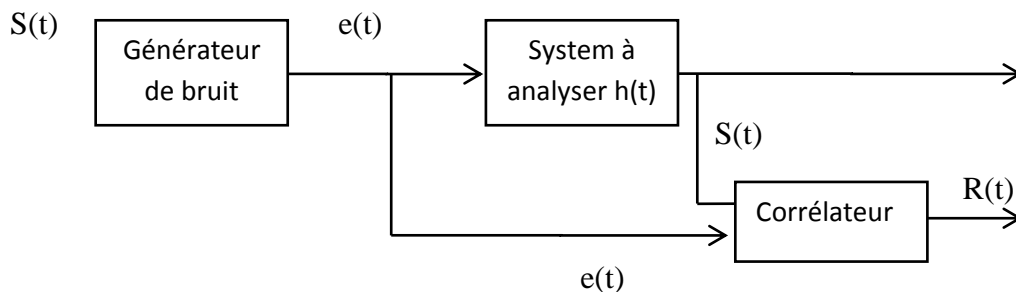 S(t)
Générateur
de bruit
e(t)
System à
analyser h(t)
S(t)
Corrélateur
R(t)
e(t)